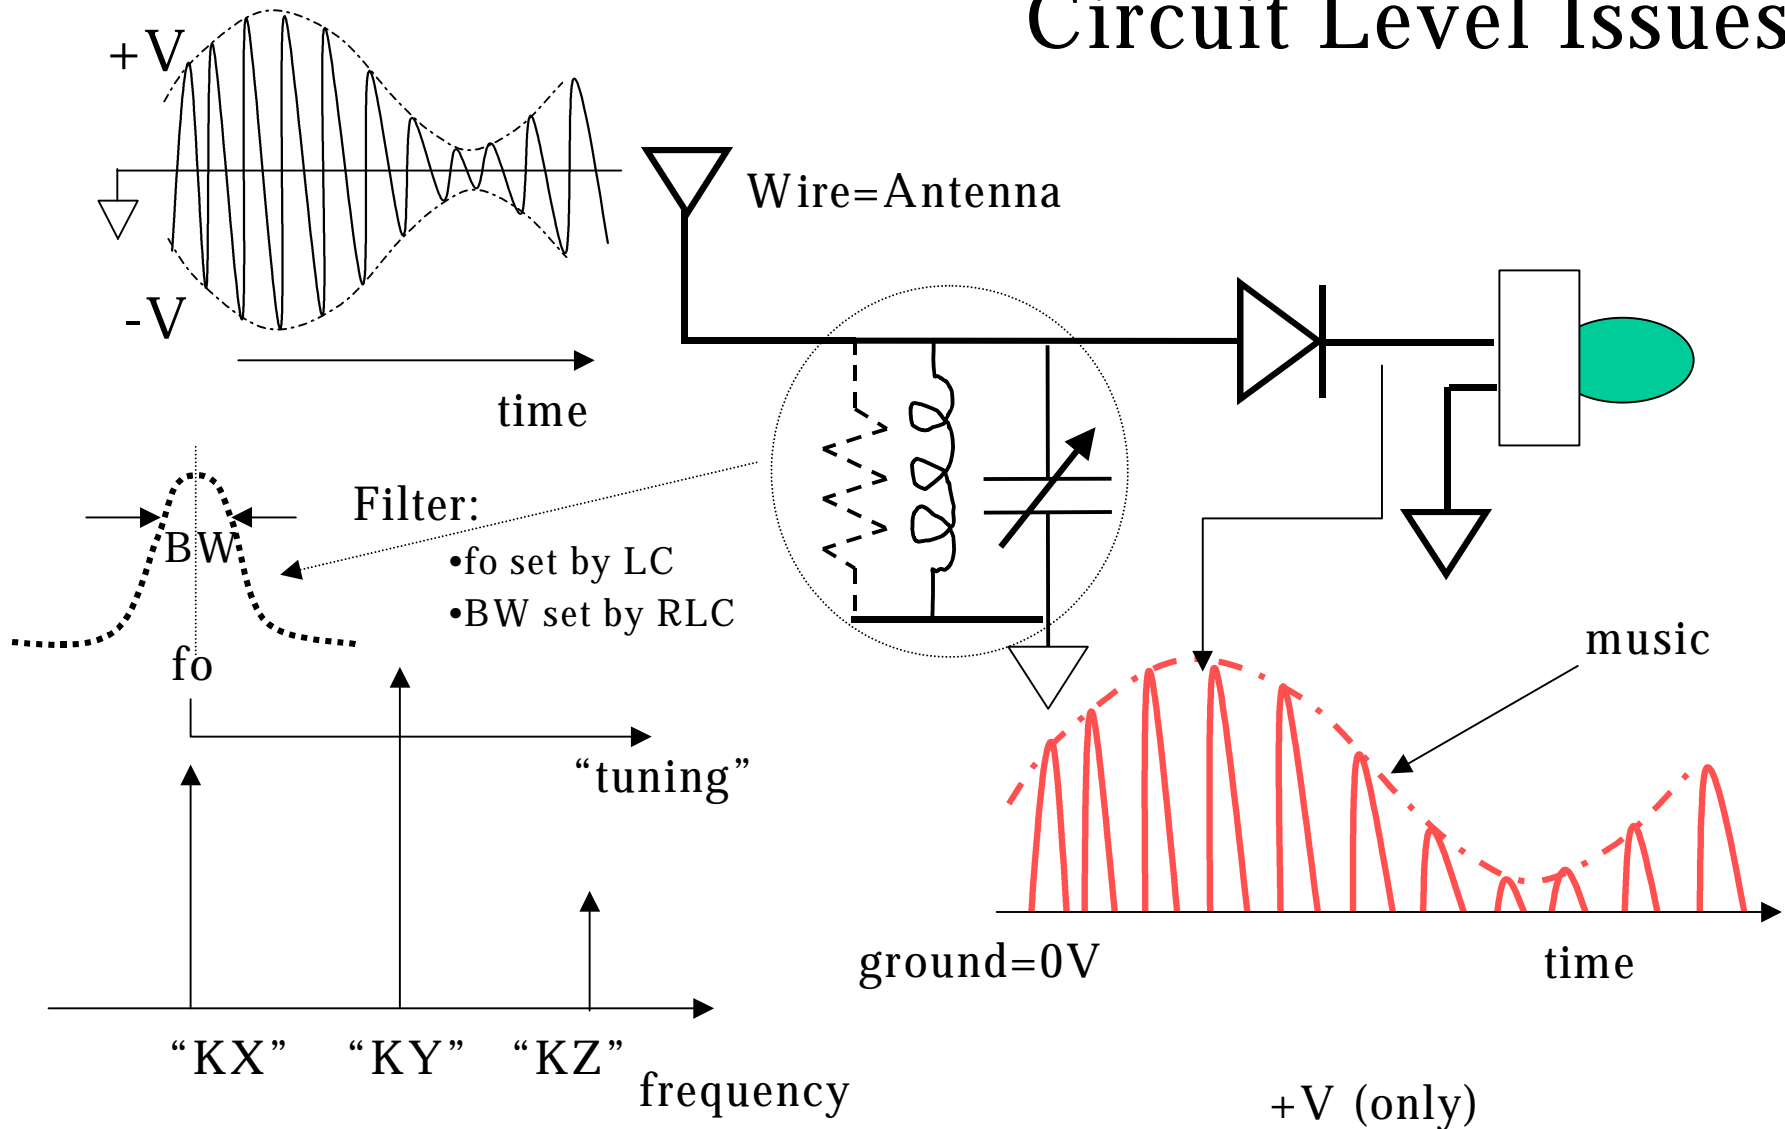 Circuit Level Issues
+V
Wire=Antenna
-V
time
Filter:
BW
•fo set by LC
•BW set by RLC
fo
music
“tuning”
ground=0V
time
“KX”
“KY”
“KZ”
frequency
+V (only)